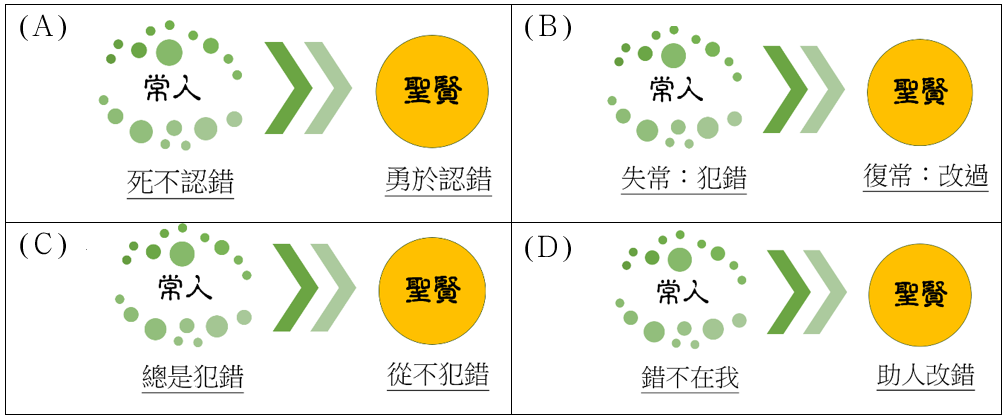 (A)
常人
聖賢
死不認錯
勇於認錯
(B)
常人
聖賢
失常：犯錯
復常：改過
(C)
常人
聖賢
總是犯錯
從不犯錯
(D)
常人
聖賢
錯不在我
助人改錯